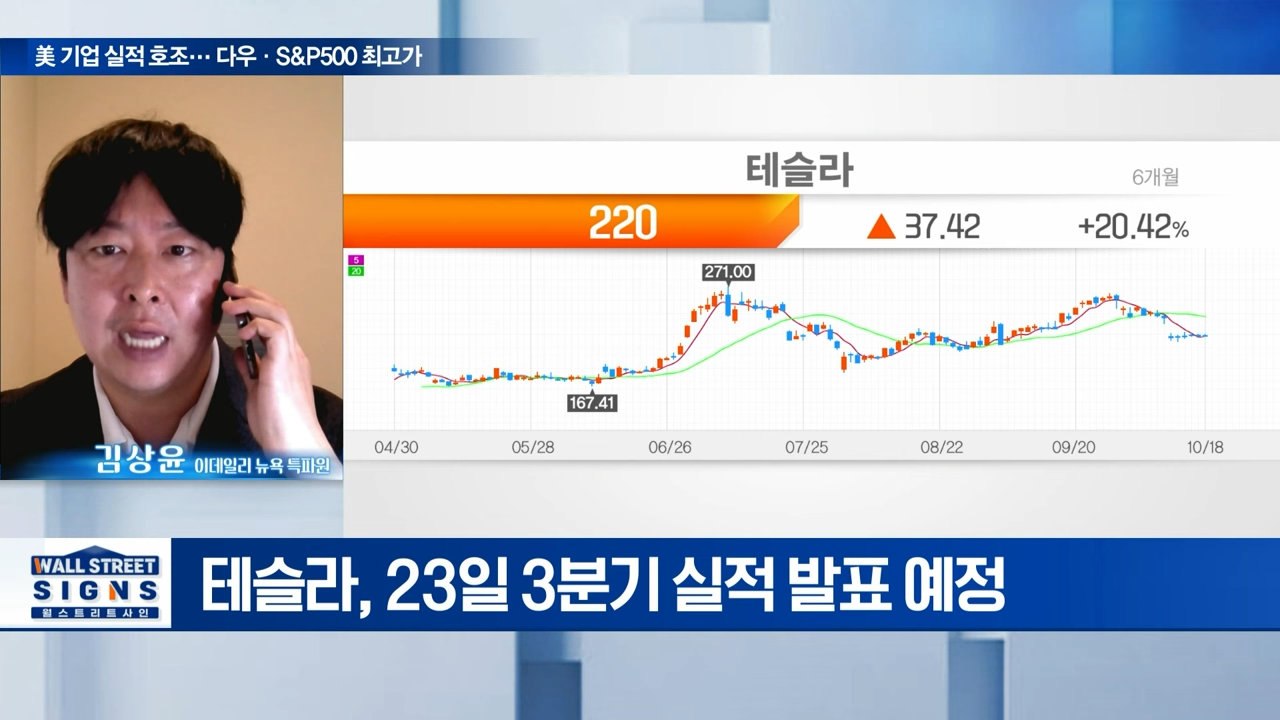 美 기업 실적 호조… 다우·S&P500 최고가
테슬라
6개월
220 ▲ 37.42 +20.42%
5
20
271.00
167.41
04/30 05/28 06/26 07/25 08/22 09/20 10/18
김상윤 이데일리 뉴욕 특파원
WALL STREET
SIGNS
월스트리트사인
테슬라, 23일 3분기 실적 발표 예정